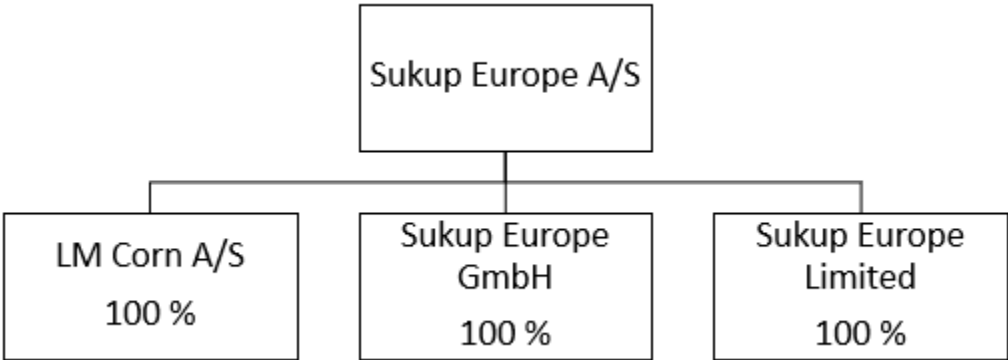 Sukup Europe A/S
LM Corn A/S
100 %
Sukup Europe
GmbH
100 %
Sukup Europe
Limited
100 %